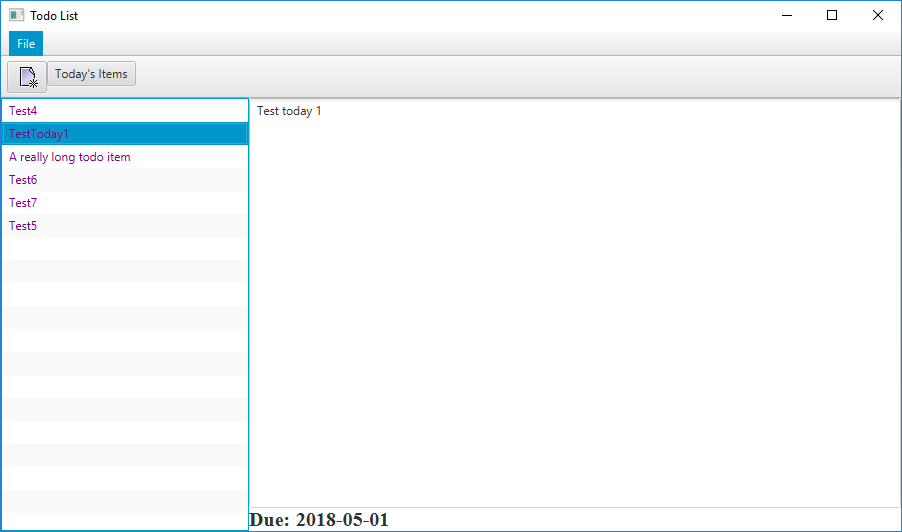 Todo List
File
Today's Items
Test4
TestToday1
A really long todo item
Test6
Test7
Test5
Test today 1
Due: 2018-05-01